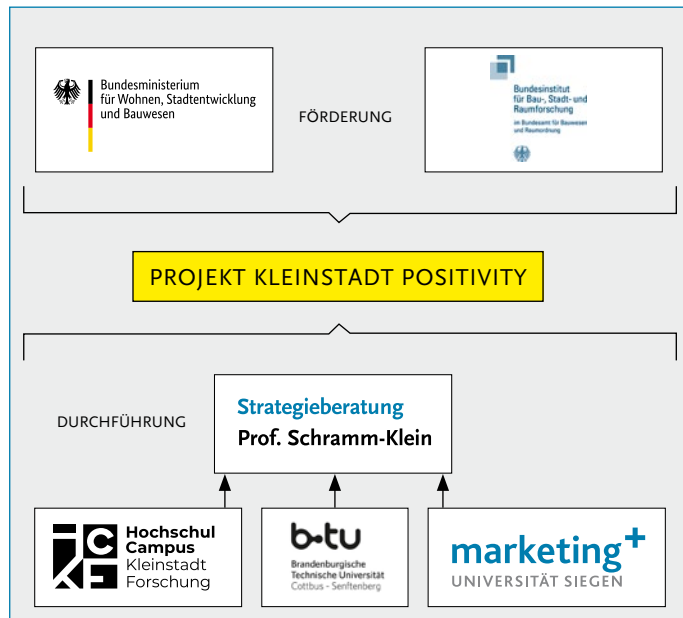 Bundesministerium
für Wohnen, Stadtentwicklung
und Bauwesen
FÖRDERUNG
Bundesinstitut
für Bau-, Stadt- und
Raumforschung
im Bundesamt für Bauwesen
und Raumordnung
PROJEKT KLEINSTADT POSITIVITY
DURCHFÜHRUNG
Strategieberatung
Prof. Schramm-Klein
Hochschul
Campus
Kleinstadt
Forschung
b-tu
Brandenburgische
Technische Universität
Cottbus - Senftenberg
marketing+
UNIVERSITÄT SIEGEN